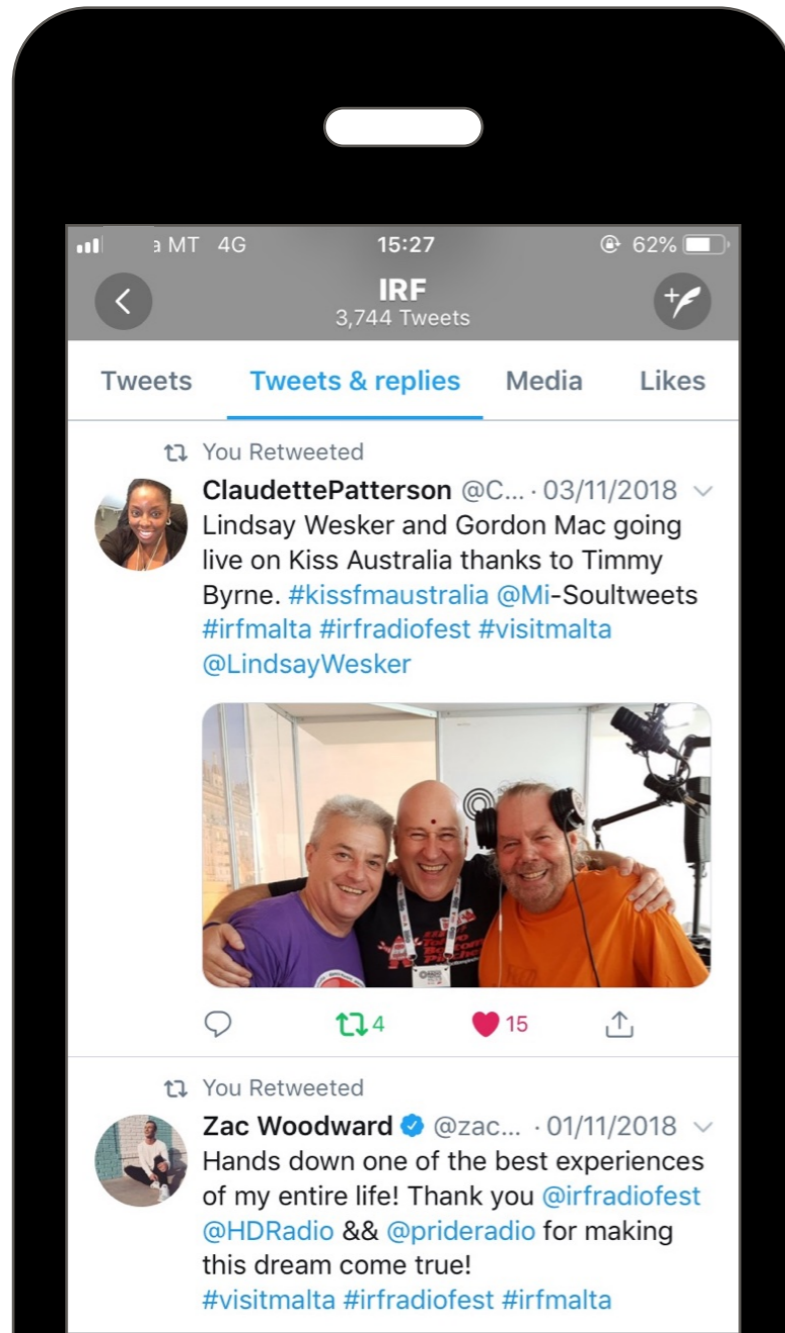 a MT 4G 15:27 62%
IRF
3,744 Tweets
Tweets Tweets & replies Media Likes
You Retweeted
ClaudettePatterson @C... · 03/11/2018
Lindsay Wesker and Gordon Mac going
live on Kiss Australia thanks to Timmy
Byrne. #kissfmaustralia @Mi-Soultweets
#irfmalta #irfradiofest #visitmalta
@LindsayWesker
4 15
You Retweeted
Zac Woodward @zac... · 01/11/2018
Hands down one of the best experiences
of my entire life! Thank you @irfradiofest
@HDRadio && @prideradio for making
this dream come true!
#visitmalta #irfradiofest #irfmalta